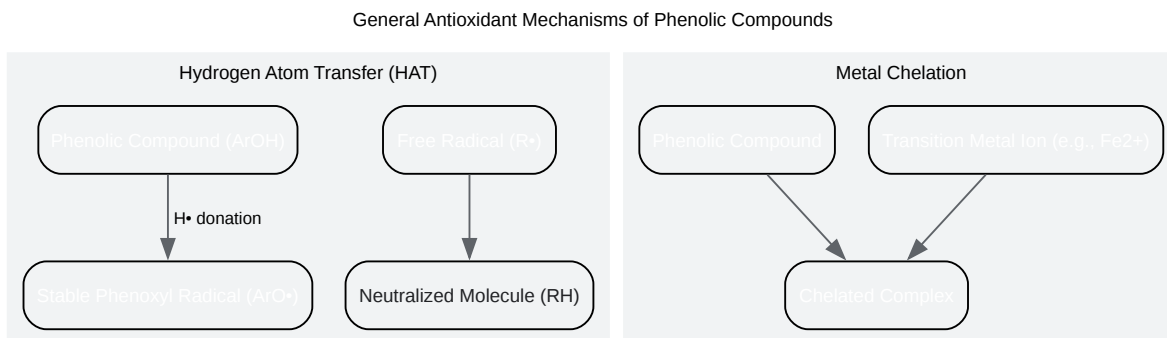 General Antioxidant Mechanisms of Phenolic Compounds
Hydrogen Atom Transfer (HAT)
Phenolic Compound (ArOH)
Free Radical (R•)
H• donation
Stable Phenoxyl Radical (ArO•)
Neutralized Molecule (RH)
Metal Chelation
Phenolic Compound
Transition Metal Ion (e.g., Fe2+)
Chelated Complex